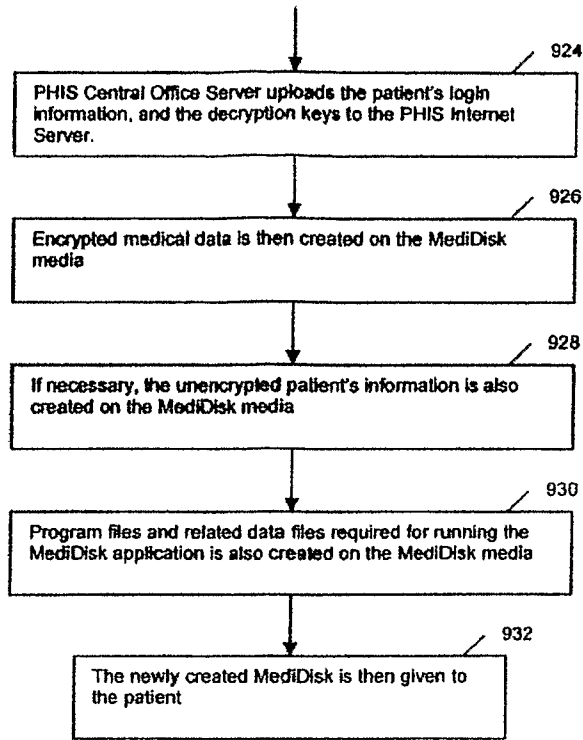 924
PHIS Central Office Server uploads the patient's login
information, and the decryption keys to the PHIS Internet
Server.
926
Encrypted medical data is then created on the MediDisk
media
928
If necessary, the unencrypted patient's information is also
created on the MediDisk media
930
Program files and related data files required for running the
MediDisk application is also created on the MediDisk media
932
The newly created MediDisk is then given to
the patient